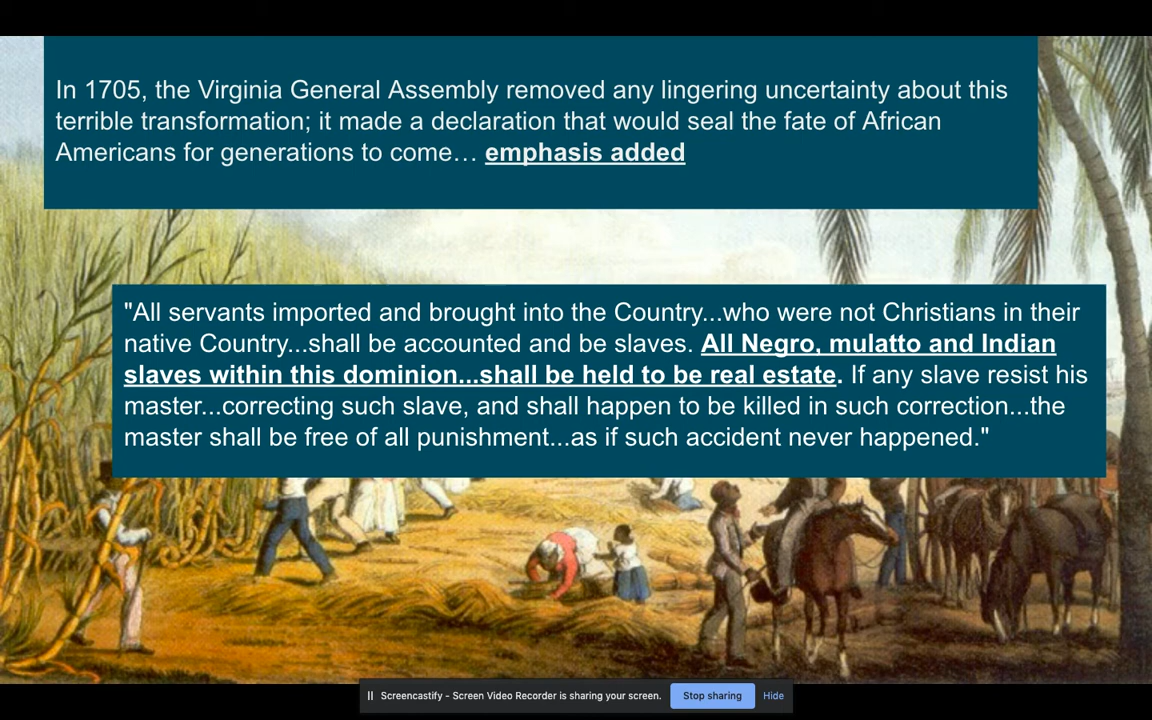 In 1705, the Virginia General Assembly removed any lingering uncertainty about this
terrible transformation; it made a declaration that would seal the fate of African
Americans for generations to come… emphasis added
"All servants imported and brought into the Country...who were not Christians in their
native Country...shall be accounted and be slaves. All Negro, mulatto and Indian
slaves within this dominion...shall be held to be real estate. If any slave resist his
master...correcting such slave, and shall happen to be killed in such correction...the
master shall be free of all punishment...as if such accident never happened."
Screencastify - Screen Video Recorder is sharing your screen. Stop sharing Hide